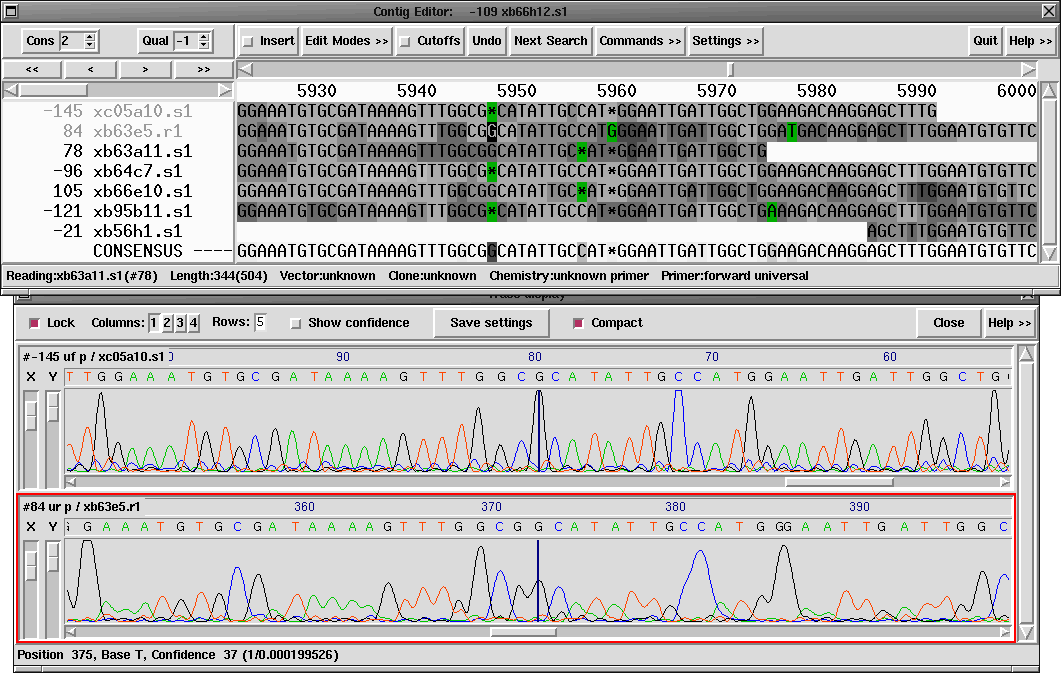 Contig Editor: -109 xb66h12.s1
Cons 2 Qual -1 Insert Edit Modes >> Cutoffs Undo Next Search Commands >> Settings >> Quit Help >>
<< < > >>
5930 5940 5950 5960 5970 5980 5990 6000
-145 xc05a10.s1 GGAAATGTGCGATAAAAGTTTGGCG*CATATTGCCAT*GGAATTGATTGGCTGGAAGACAAGGAGCTTTG
84 xb63e5.r1 GGAAATGTGCGATAAAAGTTTGGCGGCATATTGCCATGGGAATTGATTGGCTGGATGACAAGGAGCTTTGGAATGTGTTC
78 xb63a11.s1 GGAAATGTGCGATAAAAGTTTGGCGGCATATTGC*AT*GGAATTGATTGGCTG
-96 xb64c7.s1 GGAAATGTGCGATAAAAGTTTGGCG*CATATTGCCAT*GGAATTGATTGGCTGGAAGACAAGGAGCTTTGGAATGTGTTC
105 xb66e10.s1 GGAAATGTGCGATAAAAGTTTGGCGGCATATTGC*AT*GGAATTGATTGGCTGGAAGACAAGGAGCTTTGGAATGTGTTC
-121 xb95b11.s1 GGAAATGTGCGATAAAAGTTTGGCG*CATATTGCCAT*GGAATTGATTGGCTGAAAGACAAGGAGCTTTGGAATGTGTTC
-21 xb56h1.s1 AGCTTTGGAATGTGTTC
CONSENSUS ---- GGAAATGTGCGATAAAAGTTTGGCGGCATATTGCCAT*GGAATTGATTGGCTGGAAGACAAGGAGCTTTGGAATGTGTTC
Reading:xb63a11.s1(#78) Length:344(504) Vector:unknown Clone:unknown Chemistry:unknown primer Primer:forward universal
Trace display
Lock Columns: 1 2 3 4 Rows: 5 Show confidence Save settings Compact Close Help >>
#-145 uf p / xc05a10.s1 90 80 70 60
X Y T T G G A A A T G T G C G A T A A A A G T T T G G C G C A T A T T G C C A T G G A A T T G A T T G G C T G
#84 ur p / xb63e5.r1 360 370 380 390
X Y G A A A T G T G C G A T A A A A G T T T G G C G G C A T A T T G C C A T G G G A A T T G A T T G G C
Position 375, Base T, Confidence 37 (1/0.000199526)